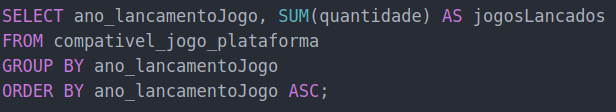 SELECT ano_lancamentoJogo, SUM(quantidade) AS jogosLancados
FROM compativel_jogo_plataforma
GROUP BY ano_lancamentoJogo
ORDER BY ano_lancamentoJogo ASC;